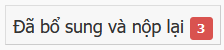 Đã bổ sung và nộp lại 3